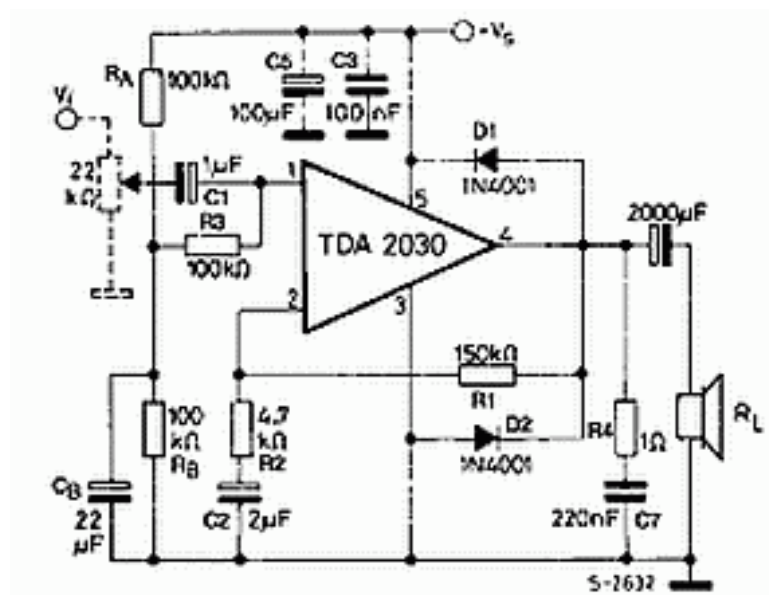 +Vs
RA
100kΩ
C5
100µF
C3
100 nF
Vi
22
kΩ
1µF
C1
R3
100kΩ
1
2
3
4
5
TDA 2030
D1
1N4001
2000µF
150kΩ
R1
D2
1N4001
R4
1Ω
RL
100
kΩ
RB
4.7
kΩ
R2
CB
22
µF
C2
2µF
220nF
C7
S-2632